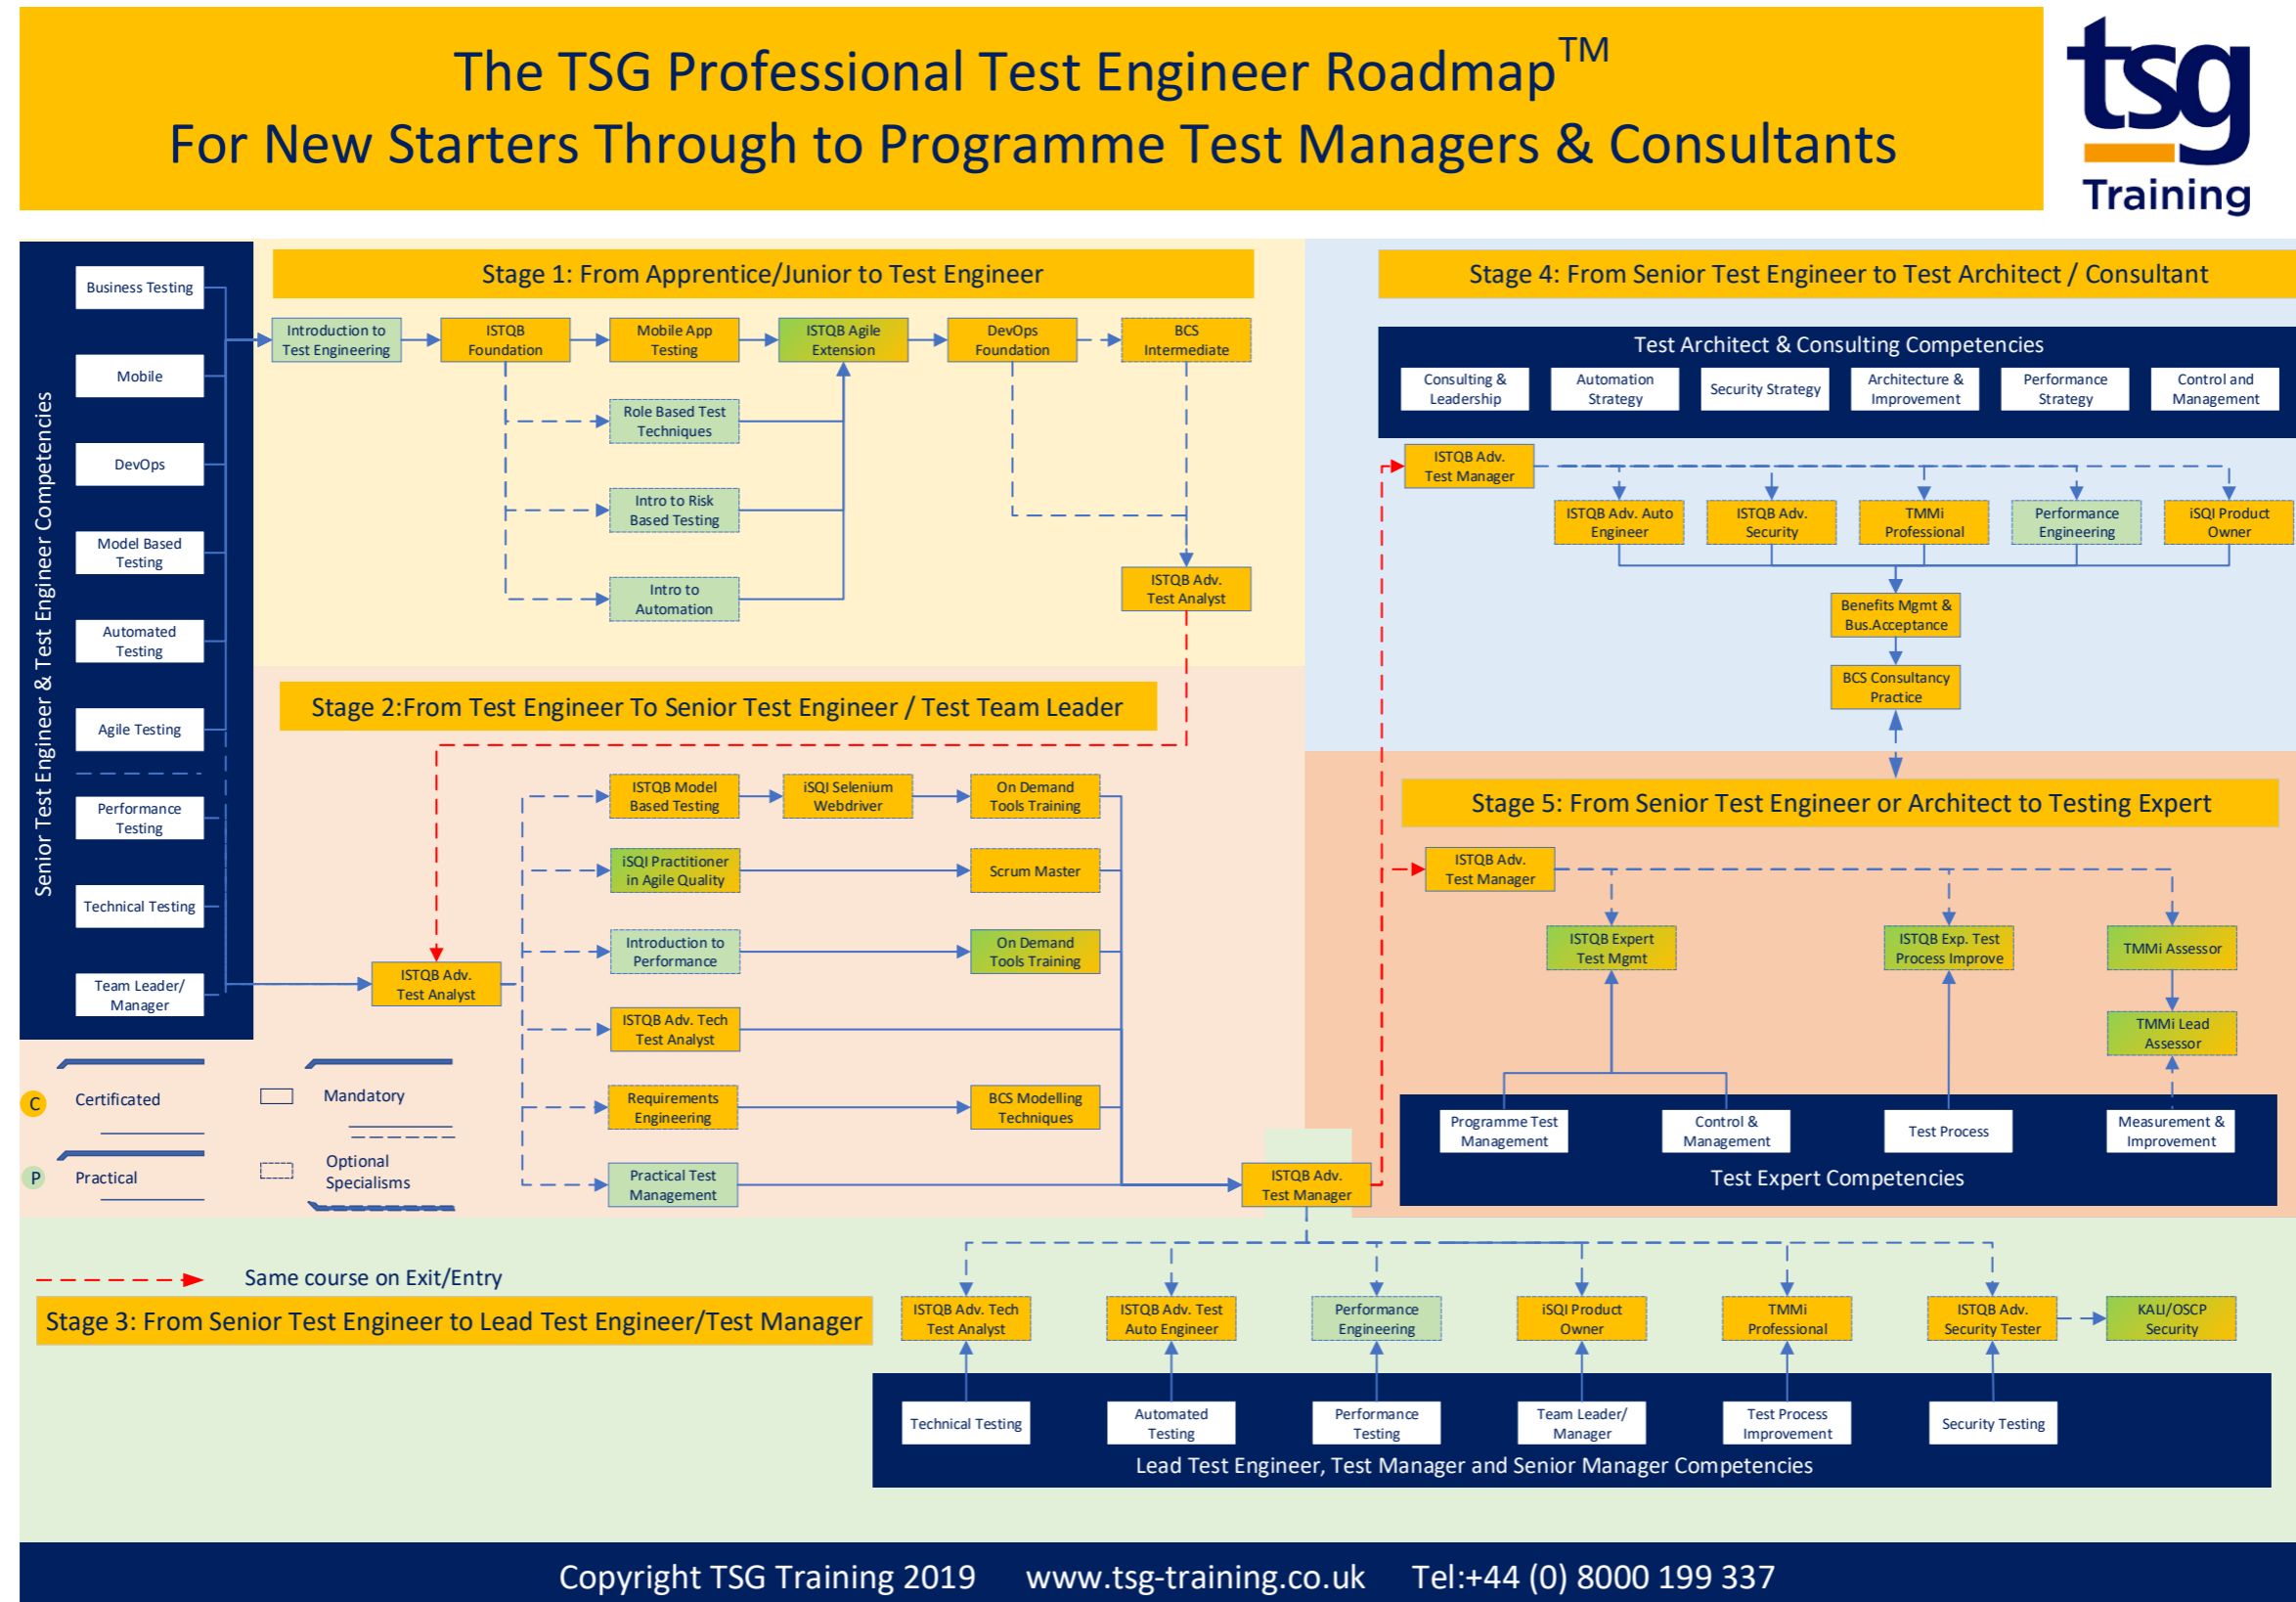 The TSG Professional Test Engineer Roadmap™
For New Starters Through to Programme Test Managers & Consultants
tsg
Training
Senior Test Engineer & Test Engineer Competencies
Business Testing
Mobile
DevOps
Model Based
Testing
Automated
Testing
Agile Testing
Performance
Testing
Technical Testing
Team Leader/
Manager
Stage 1: From Apprentice/Junior to Test Engineer
Introduction to
Test Engineering
ISTQB
Foundation
Mobile App
Testing
ISTQB Agile
Extension
DevOps
Foundation
BCS
Intermediate
Role Based Test
Techniques
Intro to Risk
Based Testing
Intro to
Automation
ISTQB Adv.
Test Analyst
Stage 2:From Test Engineer To Senior Test Engineer / Test Team Leader
ISTQB Adv.
Test Analyst
ISTQB Model
Based Testing
iSQI Selenium
Webdriver
On Demand
Tools Training
iSQI Practitioner
in Agile Quality
Scrum Master
Introduction to
Performance
On Demand
Tools Training
ISTQB Adv. Tech
Test Analyst
Requirements
Engineering
BCS Modelling
Techniques
Practical Test
Management
ISTQB Adv.
Test Manager
C
Certificated
Mandatory
P
Practical
Optional
Specialisms
Stage 4: From Senior Test Engineer to Test Architect / Consultant
Test Architect & Consulting Competencies
Consulting &
Leadership
Automation
Strategy
Security Strategy
Architecture &
Improvement
Performance
Strategy
Control and
Management
ISTQB Adv.
Test Manager
ISTQB Adv. Auto
Engineer
ISTQB Adv.
Security
TMMi
Professional
Performance
Engineering
iSQI Product
Owner
Benefits Mgmt &
Bus.Acceptance
BCS Consultancy
Practice
Stage 5: From Senior Test Engineer or Architect to Testing Expert
ISTQB Adv.
Test Manager
ISTQB Expert
Test Mgmt
ISTQB Exp. Test
Process Improve
TMMi Assessor
TMMi Lead
Assessor
Programme Test
Management
Control &
Management
Test Process
Measurement &
Improvement
Test Expert Competencies
Same course on Exit/Entry
Stage 3: From Senior Test Engineer to Lead Test Engineer/Test Manager
ISTQB Adv. Tech
Test Analyst
ISTQB Adv. Test
Auto Engineer
Performance
Engineering
iSQI Product
Owner
TMMi
Professional
ISTQB Adv.
Security Tester
KALI/OSCP
Security
Technical Testing
Automated
Testing
Performance
Testing
Team Leader/
Manager
Test Process
Improvement
Security Testing
Lead Test Engineer, Test Manager and Senior Manager Competencies
Copyright TSG Training 2019 www.tsg-training.co.uk Tel:+44 (0) 8000 199 337